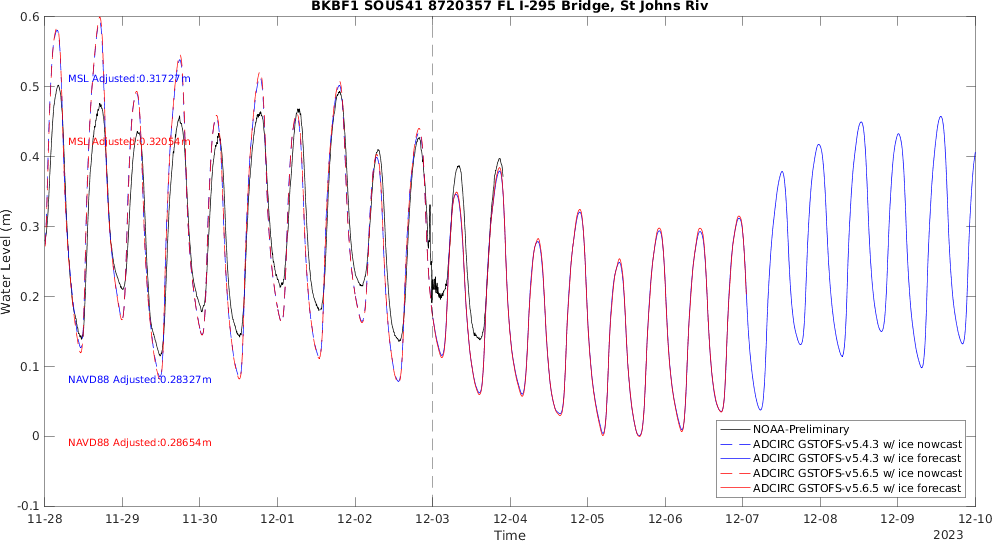 BKBF1 SOUS41 8720357 FL I-295 Bridge, St Johns Riv
0.6
0.5
0.4
0.3
0.2
0.1
0
-0.1
Water Level (m)
MSL Adjusted:0.31727m
MSL Adjusted:0.32054m
NAVD88 Adjusted:0.28327m
NAVD88 Adjusted:0.28654m
NOAA-Preliminary
ADCIRC GSTOFS-v5.4.3 w/ ice nowcast
ADCIRC GSTOFS-v5.4.3 w/ ice forecast
ADCIRC GSTOFS-v5.6.5 w/ ice nowcast
ADCIRC GSTOFS-v5.6.5 w/ ice forecast
11-28 11-29 11-30 12-01 12-02 12-03 12-04 12-05 12-06 12-07 12-08 12-09 12-10
Time
2023